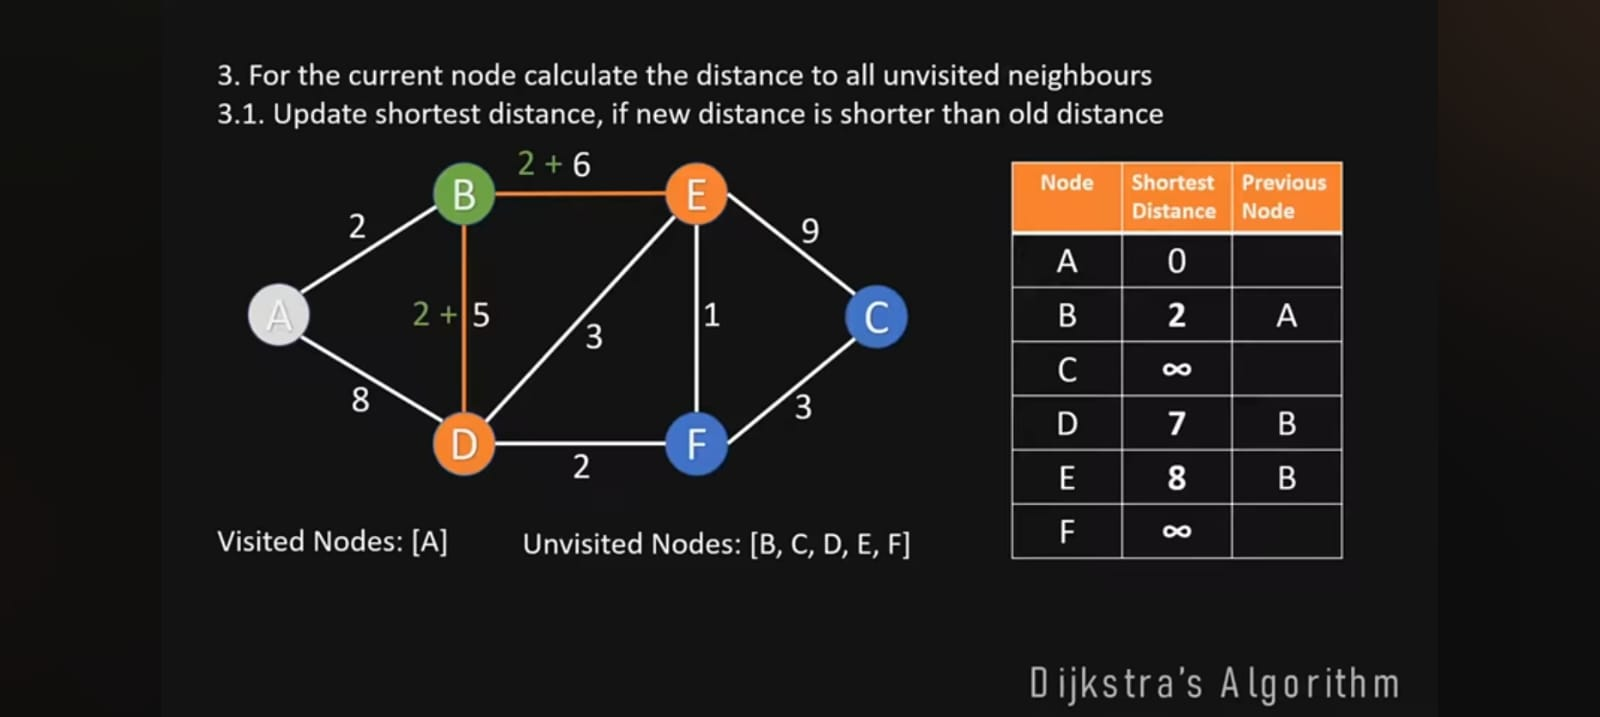 3. For the current node calculate the distance to all unvisited neighbours
3.1. Update shortest distance, if new distance is shorter than old distance
2 + 6
B
E
2
9
A
2 + 5
3
1
C
8
3
D
F
2
Node Shortest Distance Previous Node
A 0
B 2 A
C ∞
D 7 B
E 8 B
F ∞
Visited Nodes: [A]
Unvisited Nodes: [B, C, D, E, F]
Dijkstra's Algorithm